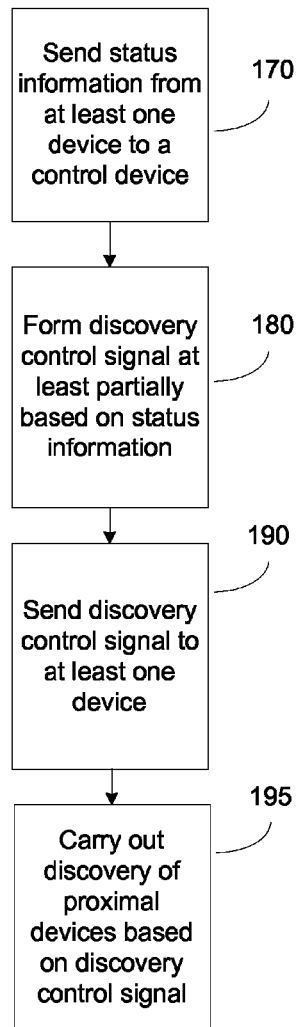 Send status
information from
at least one
device to a
control device
170
Form discovery
control signal at
least partially
based on status
information
180
Send discovery
control signal to
at least one
device
190
Carry out
discovery of
proximal
devices based
on discovery
control signal
195